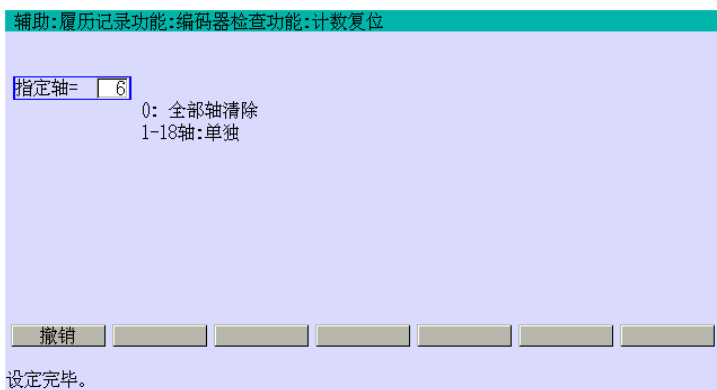 辅助:履历记录功能:编码器检查功能:计数复位
指定轴= 6
0: 全部轴清除
1-18轴:单独
撤销
设定完毕。